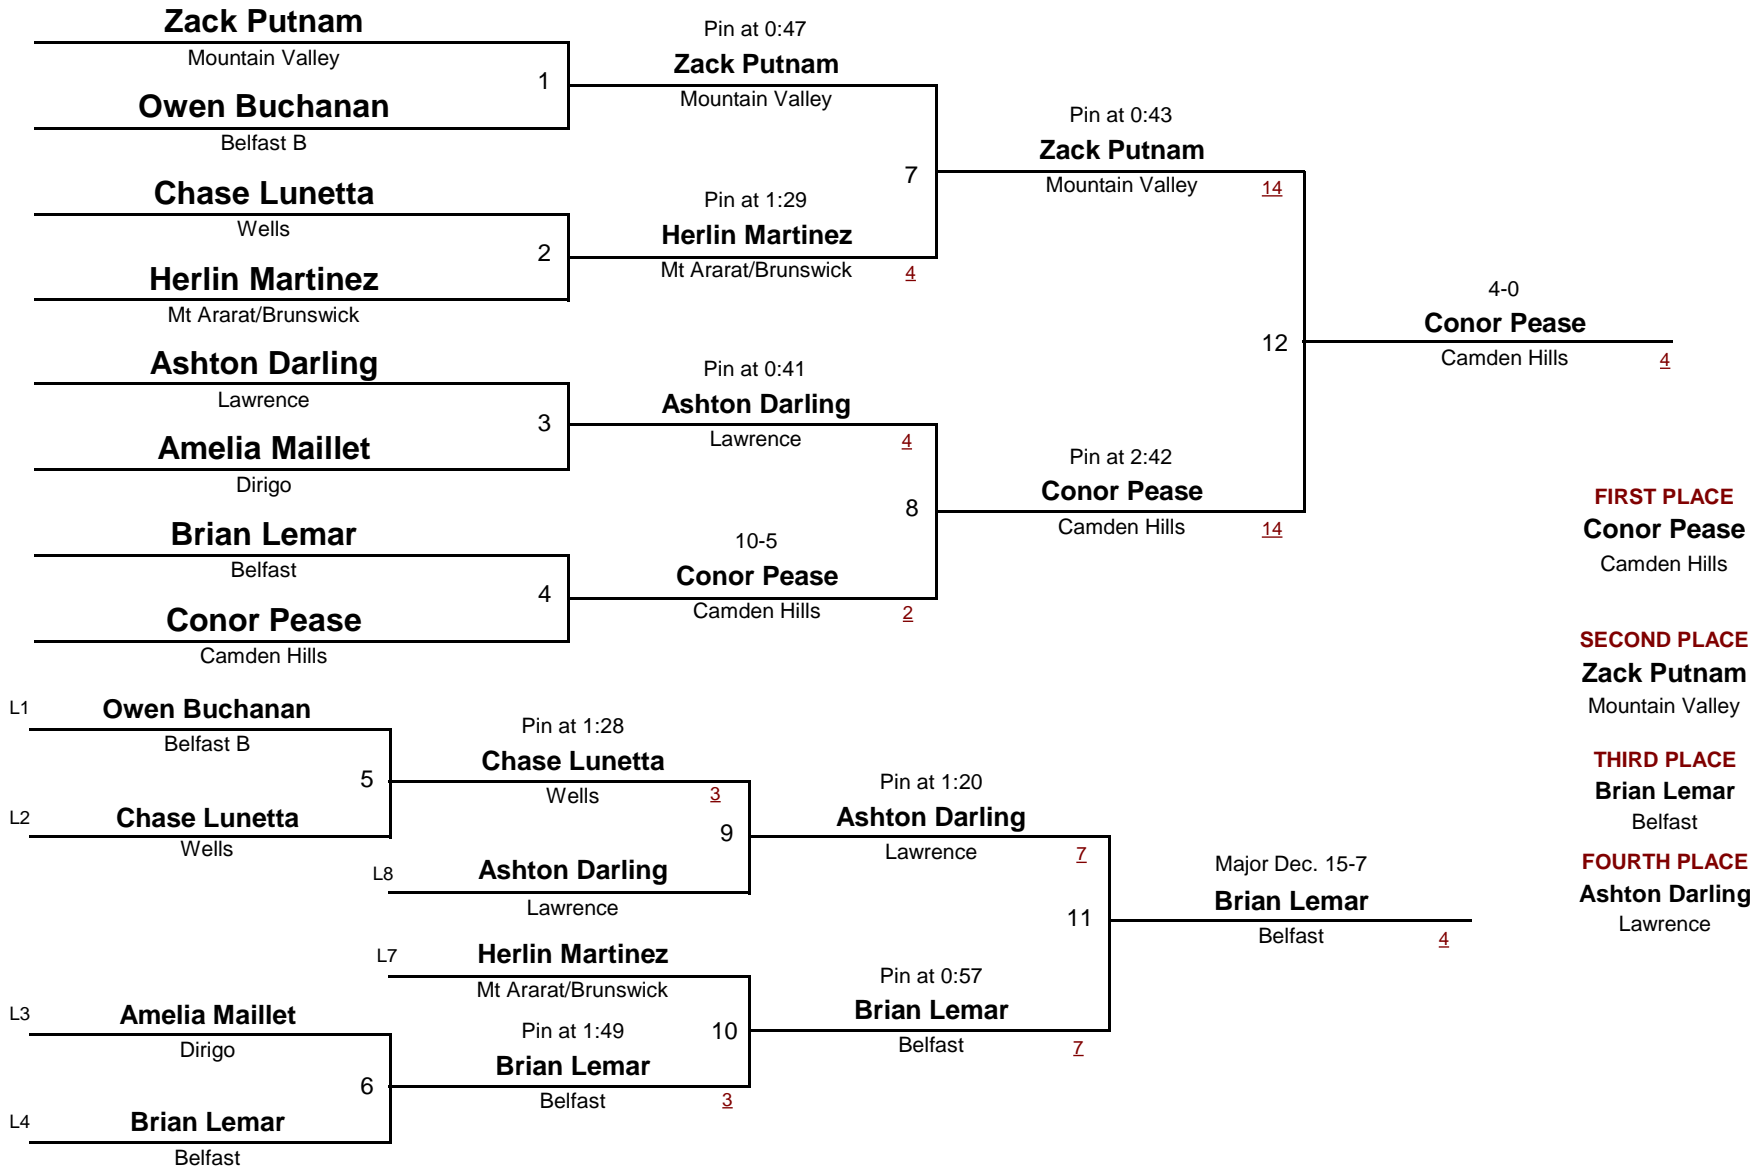 Zack Putnam
Mountain Valley
1
Owen Buchanan
Belfast B
Chase Lunetta
Wells
2
Herlin Martinez
Mt Ararat/Brunswick
Ashton Darling
Lawrence
3
Amelia Maillet
Dirigo
Brian Lemar
Belfast
4
Conor Pease
Camden Hills
Pin at 0:47
Zack Putnam
Mountain Valley
7
Pin at 1:29
Herlin Martinez
Mt Ararat/Brunswick 4
Pin at 0:41
Ashton Darling
Lawrence 4
8
10-5
Conor Pease
Camden Hills 2
Pin at 0:43
Zack Putnam
Mountain Valley 14
12
Pin at 2:42
Conor Pease
Camden Hills 14
4-0
Conor Pease
Camden Hills 4
FIRST PLACE
Conor Pease
Camden Hills
SECOND PLACE
Zack Putnam
Mountain Valley
THIRD PLACE
Brian Lemar
Belfast
FOURTH PLACE
Ashton Darling
Lawrence
L1 Owen Buchanan
Belfast B
5
L2 Chase Lunetta
Wells
L3 Amelia Maillet
Dirigo
6
L4 Brian Lemar
Belfast
Pin at 1:28
Chase Lunetta
Wells 3
9
L8 Ashton Darling
Lawrence
L7 Herlin Martinez
Mt Ararat/Brunswick
10
Pin at 1:49
Brian Lemar
Belfast 3
Pin at 1:20
Ashton Darling
Lawrence 7
11
Pin at 0:57
Brian Lemar
Belfast 7
Major Dec. 15-7
Brian Lemar
Belfast 4